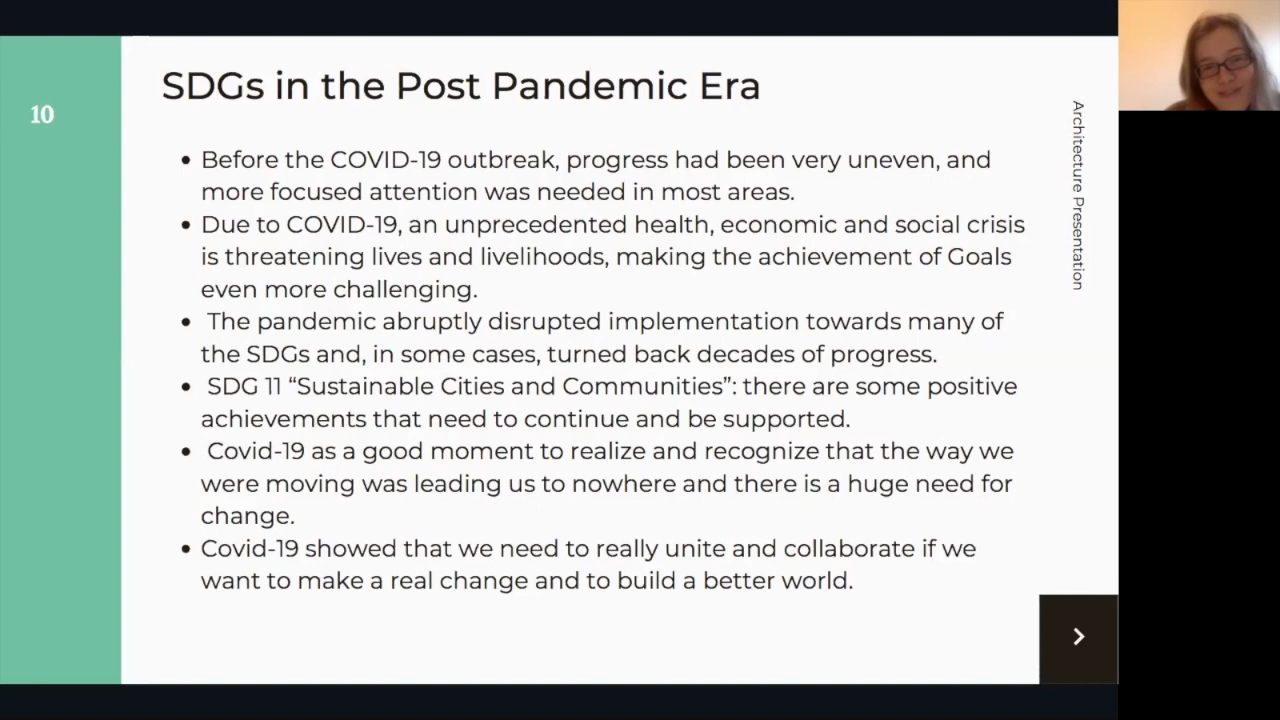 10
SDGs in the Post Pandemic Era
• Before the COVID-19 outbreak, progress had been very uneven, and
more focused attention was needed in most areas.
• Due to COVID-19, an unprecedented health, economic and social crisis
is threatening lives and livelihoods, making the achievement of Goals
even more challenging.
• The pandemic abruptly disrupted implementation towards many of
the SDGs and, in some cases, turned back decades of progress.
• SDG 11 “Sustainable Cities and Communities”: there are some positive
achievements that need to continue and be supported.
• Covid-19 as a good moment to realize and recognize that the way we
were moving was leading us to nowhere and there is a huge need for
change.
• Covid-19 showed that we need to really unite and collaborate if we
want to make a real change and to build a better world.
Architecture Presentation